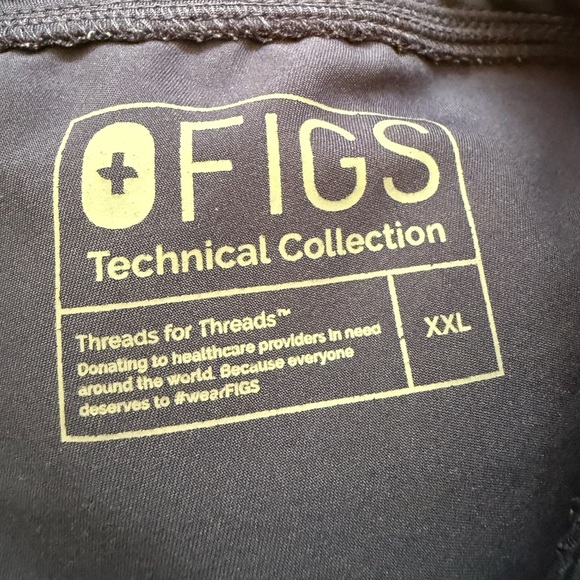 FIGS
Technical Collection
Threads for Threads™
Donating to healthcare providers in need
around the world. Because everyone
deserves to #wearFIGS
XXL